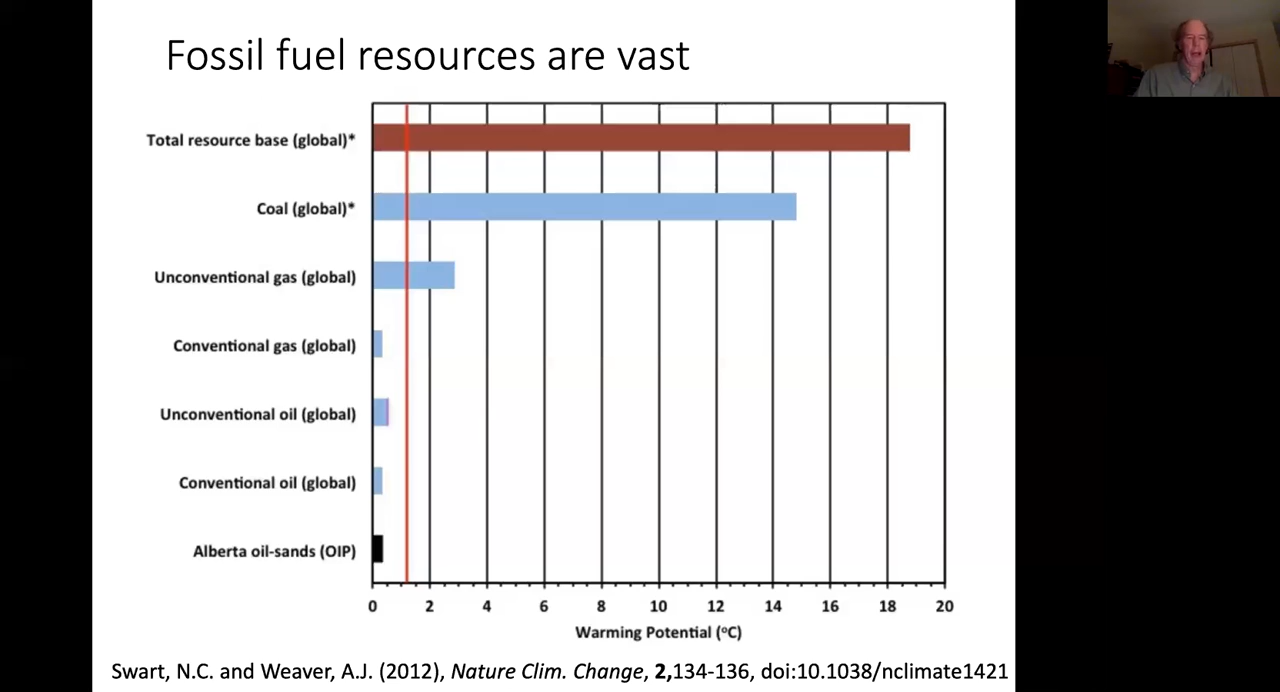 Fossil fuel resources are vast
Total resource base (global)*
Coal (global)*
Unconventional gas (global)
Conventional gas (global)
Unconventional oil (global)
Conventional oil (global)
Alberta oil-sands (OIP)
0 2 4 6 8 10 12 14 16 18 20
Warming Potential (ºC)
Swart, N.C. and Weaver, A.J. (2012), Nature Clim. Change, 2,134-136, doi:10.1038/nclimate1421